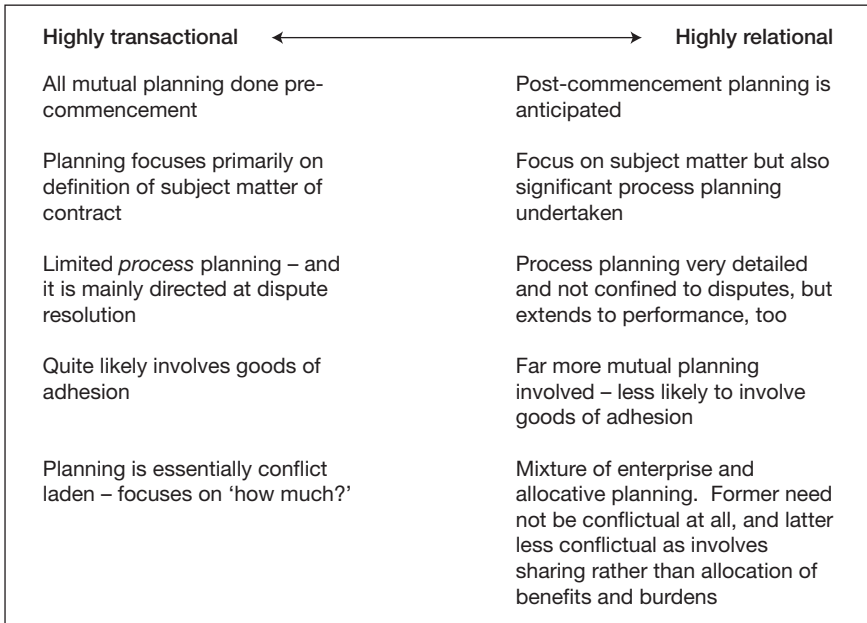 Highly transactional
Highly relational
All mutual planning done pre-
commencement
Post-commencement planning is
anticipated
Planning focuses primarily on
definition of subject matter of
contract
Focus on subject matter but also
significant process planning
undertaken
Limited process planning – and
it is mainly directed at dispute
resolution
Process planning very detailed
and not confined to disputes, but
extends to performance, too
Quite likely involves goods of
adhesion
Far more mutual planning
involved – less likely to involve
goods of adhesion
Planning is essentially conflict
laden – focuses on ‘how much?’
Mixture of enterprise and
allocative planning. Former need
not be conflictual at all, and latter
less conflictual as involves
sharing rather than allocation of
benefits and burdens